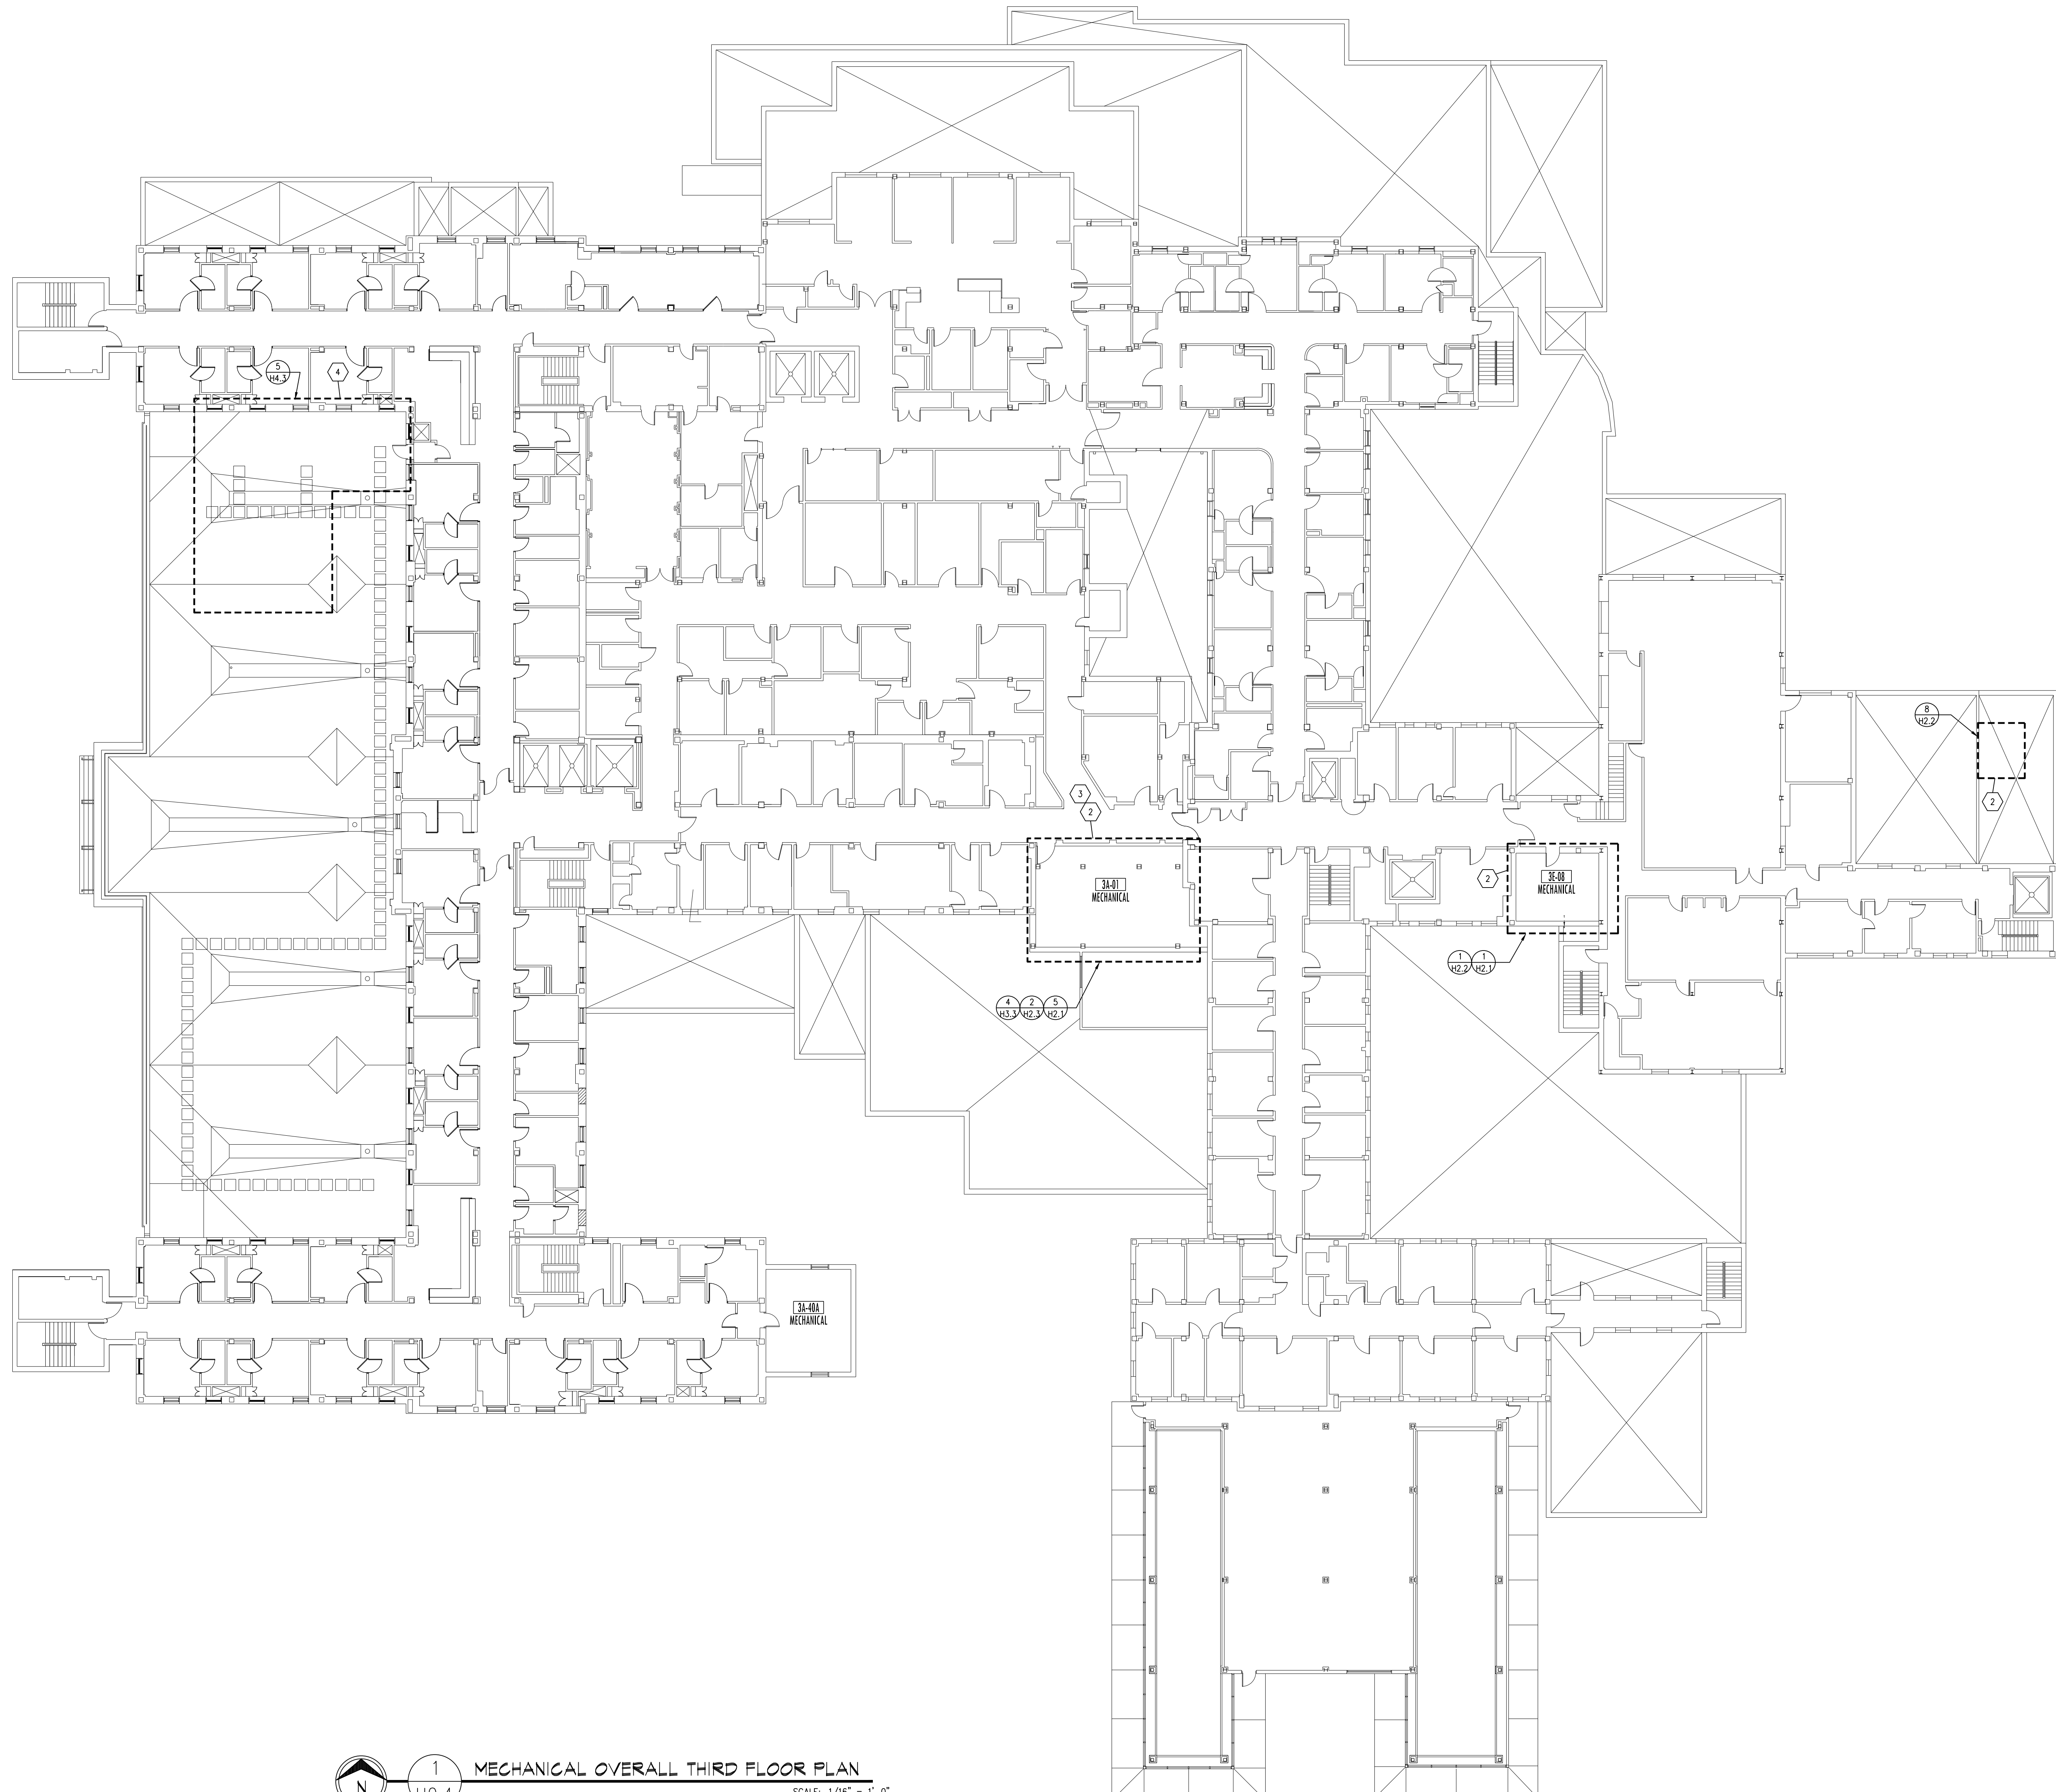 5
H4.3
4
8
H2.2
2
3
2
3A-01
MECHANICAL
2
3E-08
MECHANICAL
1
H2.2
1
H2.1
4
H3.3
2
H2.3
5
H2.1
3A-40A
MECHANICAL
N
1
MECHANICAL OVERALL THIRD FLOOR PLAN